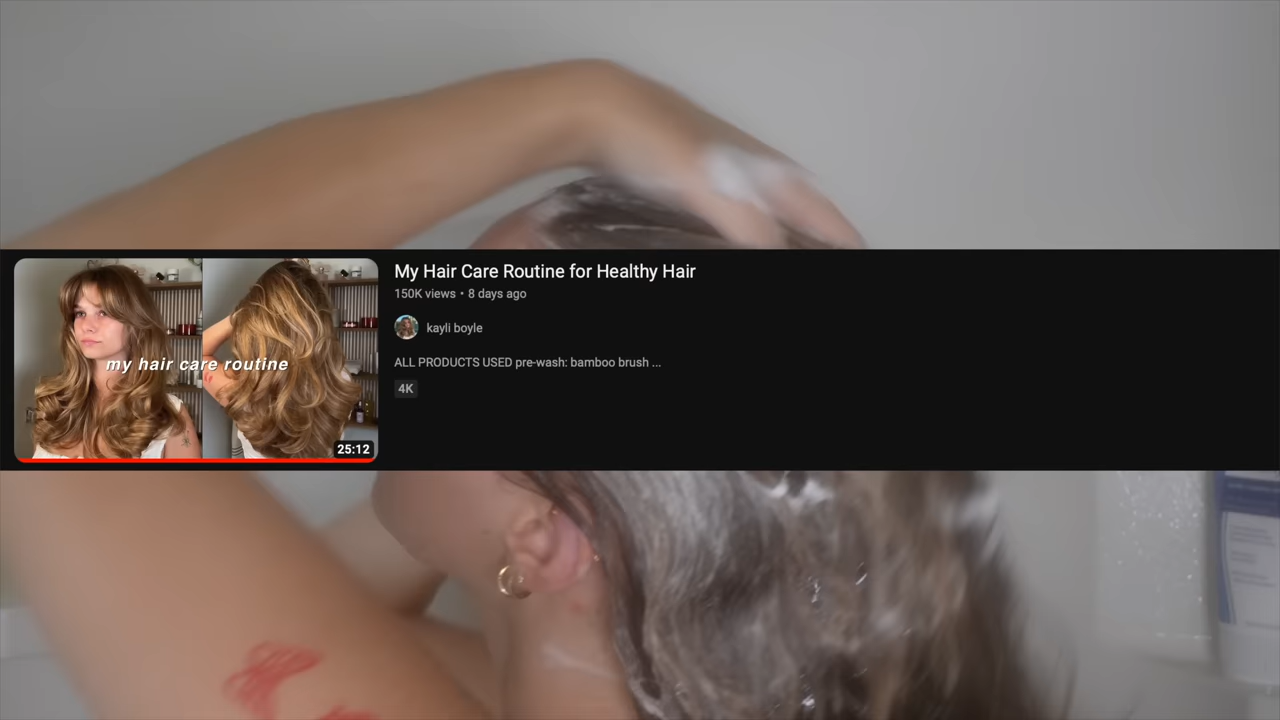 My Hair Care Routine for Healthy Hair
150K views • 8 days ago
kayli boyle
my hair care routine
ALL PRODUCTS USED pre-wash: bamboo brush ...
4K
25:12